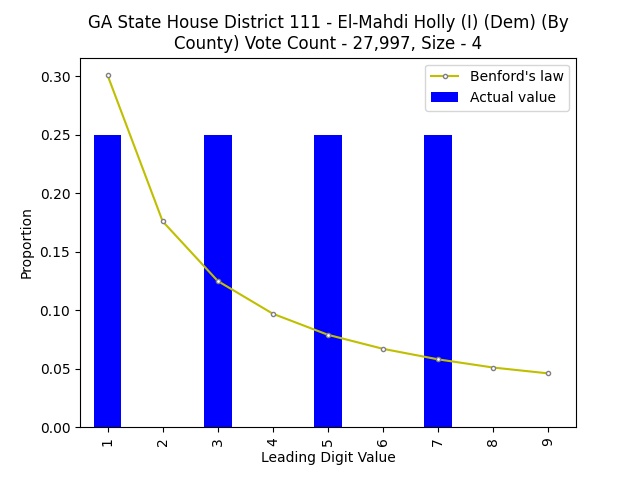 GA State House District 111 - El-Mahdi Holly (I) (Dem) (By
County) Vote Count - 27,997, Size - 4
Benford's law
Actual value
0.30
0.25
0.20
0.15
0.10
0.05
0.00
Proportion
1 2 3 4 5 6 7 8 9
Leading Digit Value